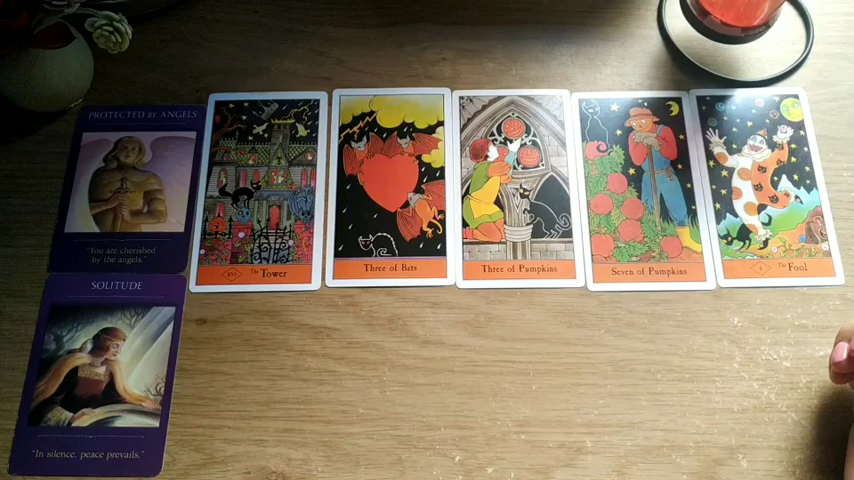 PROTECTED BY ANGELS
"You are cherished
by the angels."
SOLITUDE
"In silence, peace prevails."
XVI The Tower
Three of Bats
Three of Pumpkins
Seven of Pumpkins
The Fool